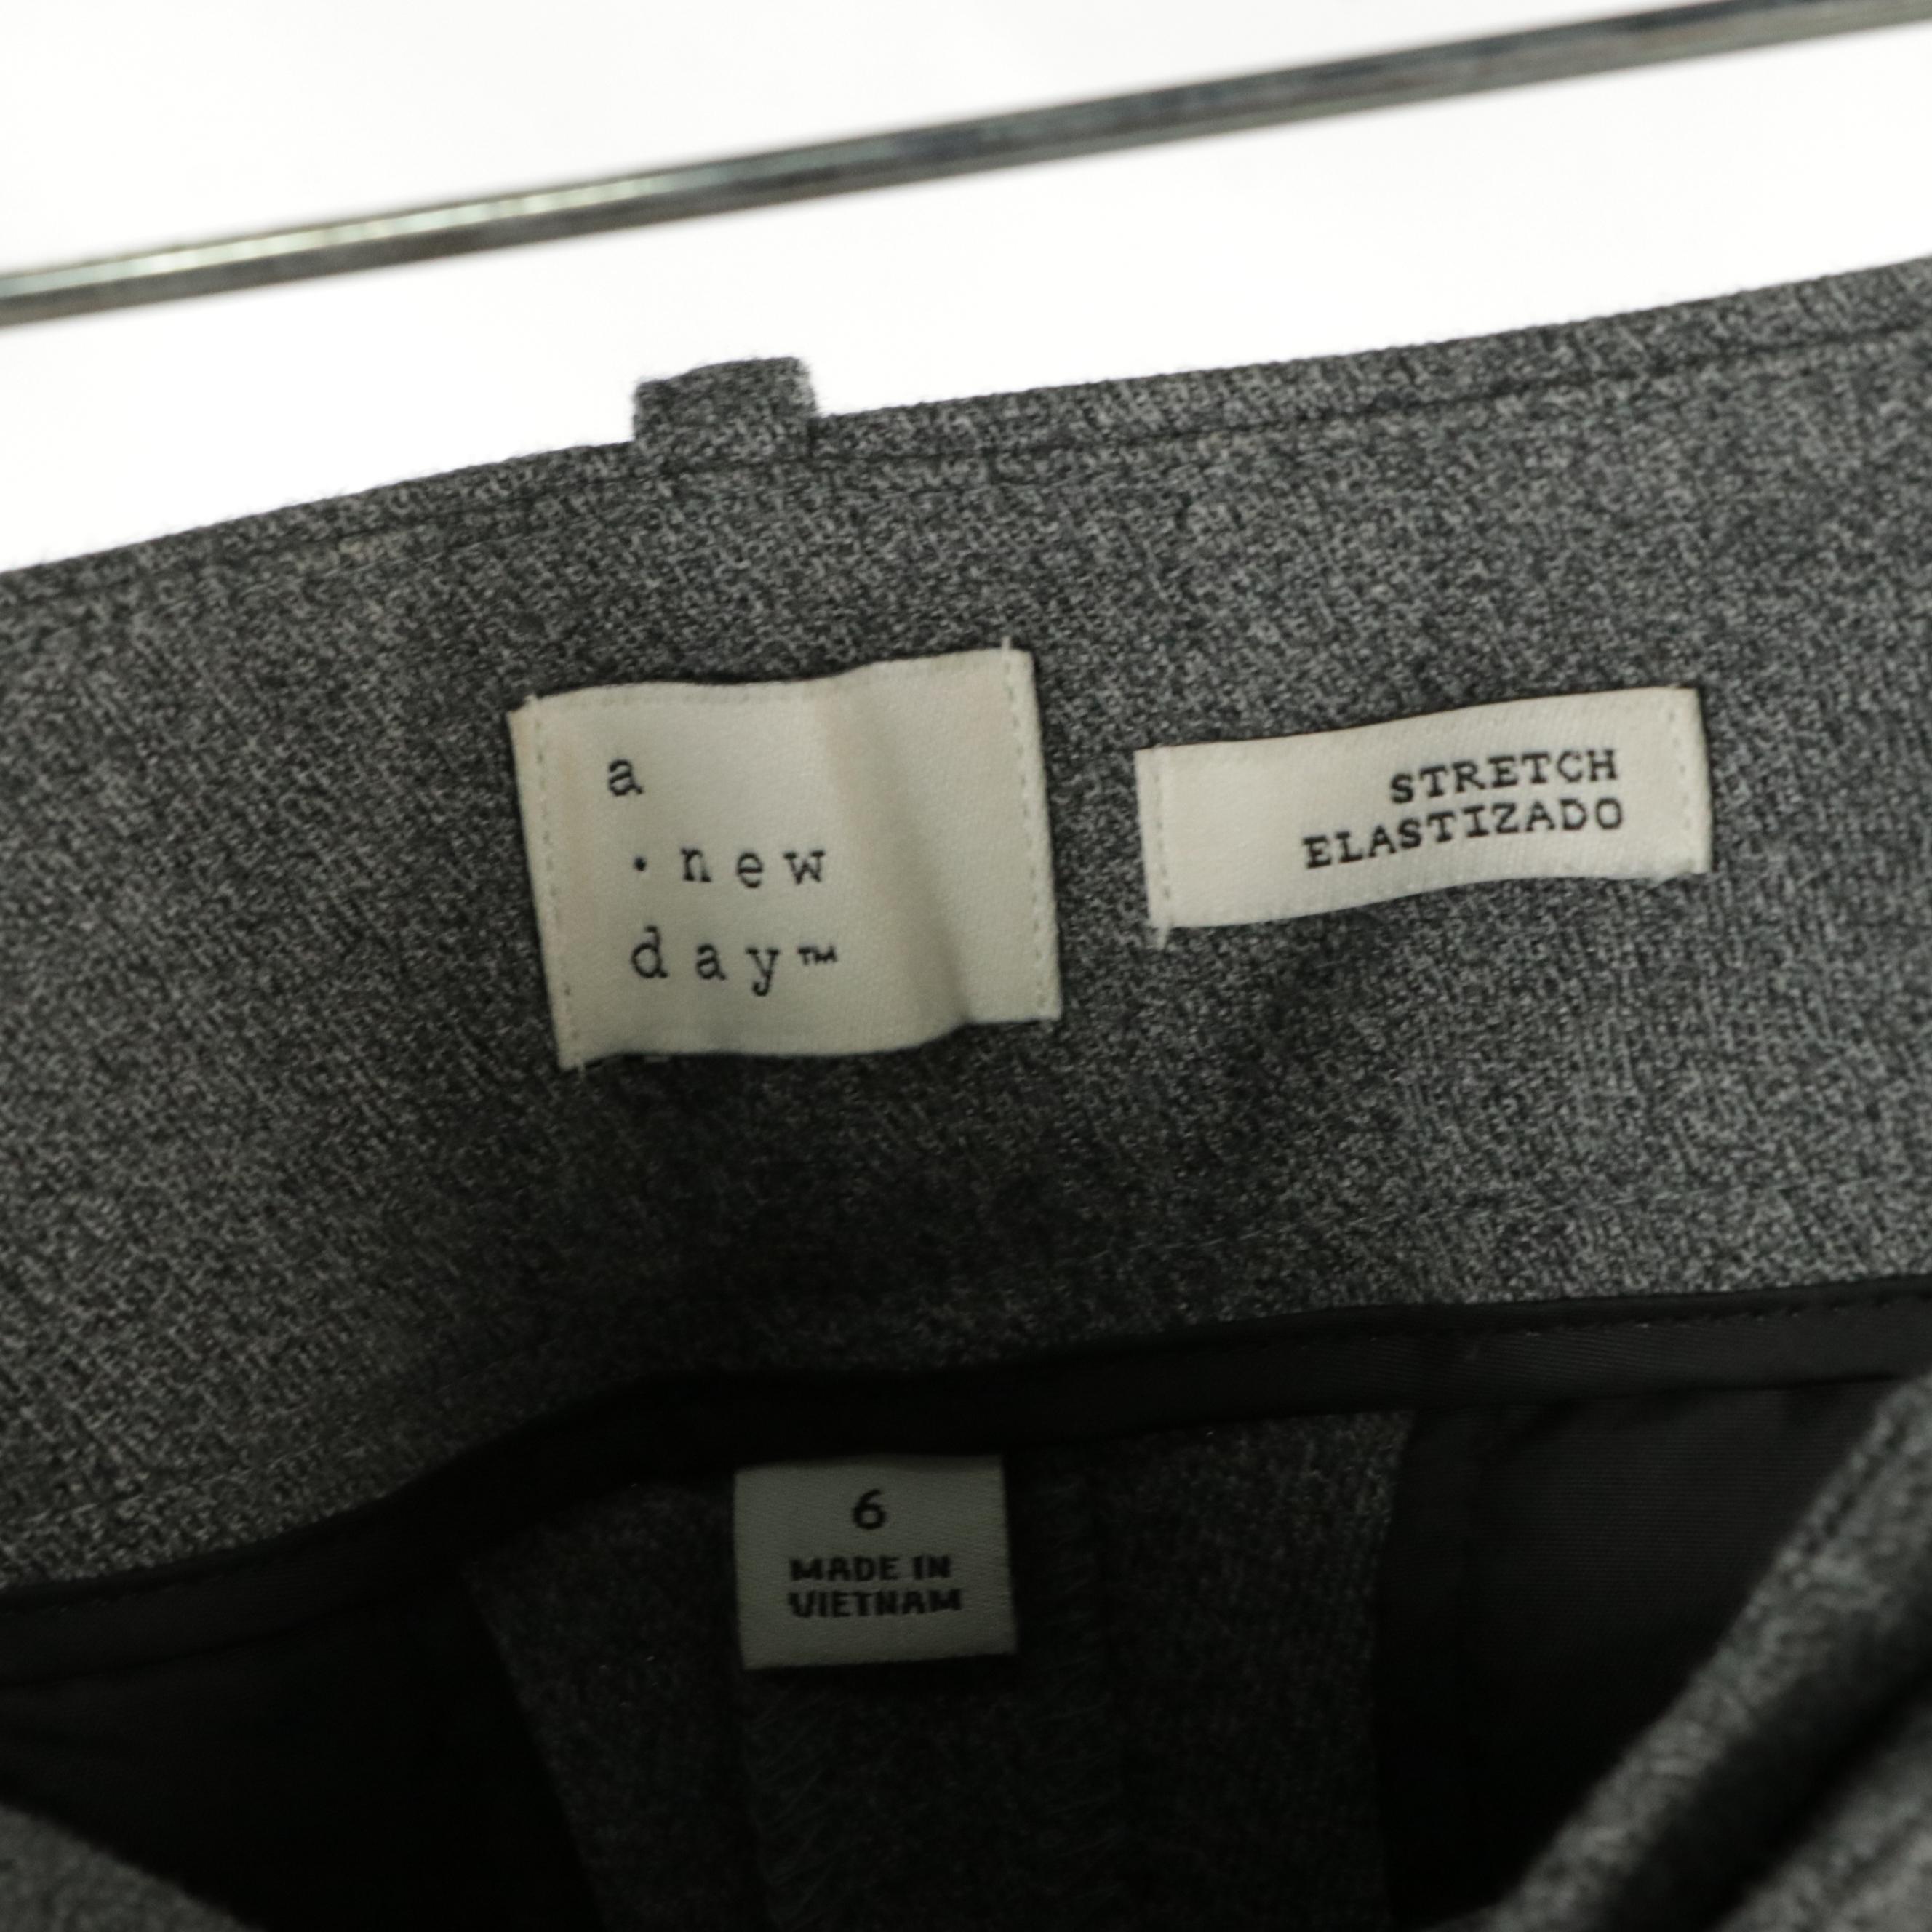 a
·new
day™
STRETCH
ELASTIZADO
6
MADE IN
VIETNAM